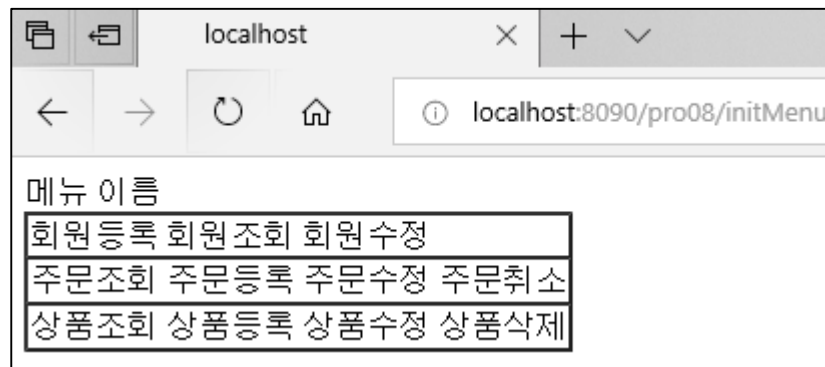 localhost
localhost:8090/pro08/initMenu
메뉴 이름
회원등록 회원조회 회원수정
주문조회 주문등록 주문수정 주문취소
상품조회 상품등록 상품수정 상품삭제